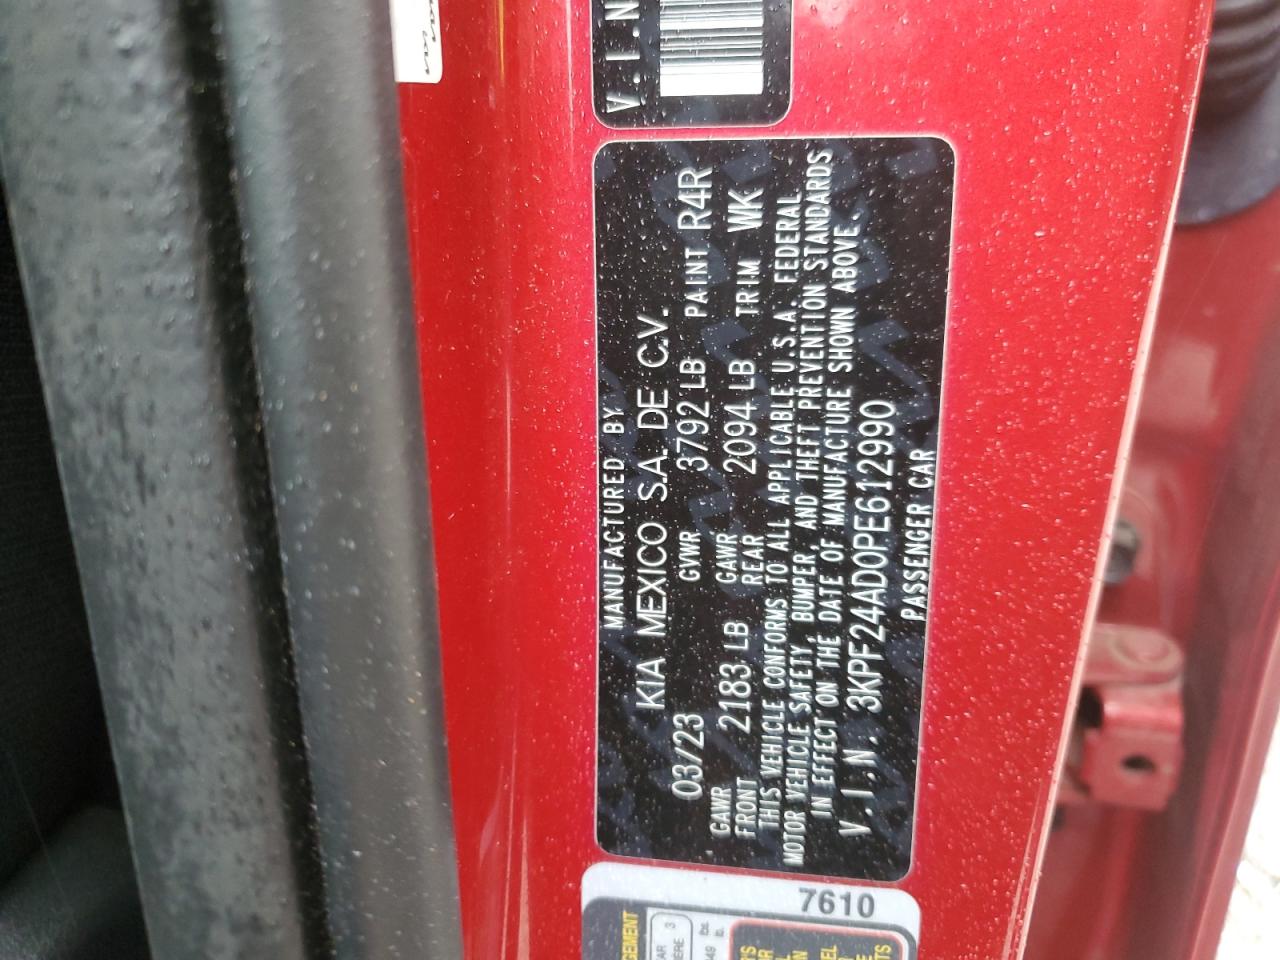 V.I.N
MANUFACTURED BY
KIA MEXICO S.A. DE C.V.
03/23 GVWR 3792 LB PAINT R4R
GAWR FRONT 2183 LB GAWR REAR 2094 LB TRIM WK
THIS VEHICLE CONFORMS TO ALL APPLICABLE U.S.A. FEDERAL
MOTOR VEHICLE SAFETY, BUMPER, AND THEFT PREVENTION STANDARDS
IN EFFECT ON THE DATE OF MANUFACTURE SHOWN ABOVE.
V.I.N. 3KPF24AD0PE612990
PASSENGER CAR
7610